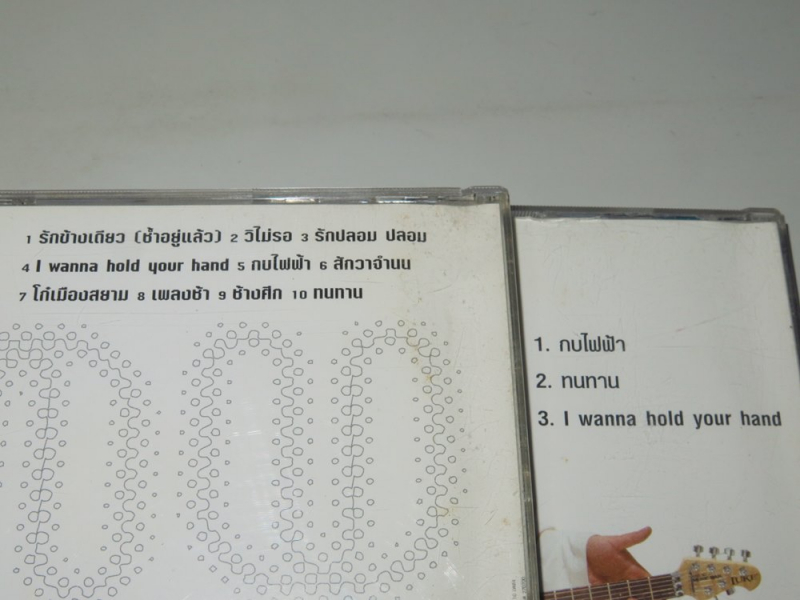 1 รักข้างเดียว (ช้ำอยู่แล้ว) 2 วิไม่รอ 3 รักปลอม ปลอม
4 I wanna hold your hand 5 กบไฟฟ้า 6 สักวาจำนน
7 โก๋เมืองสยาม 8 เพลงช้า 9 ช้างศึก 10 ทนทาน
1. กบไฟฟ้า
2. ทนทาน
3. I wanna hold your hand